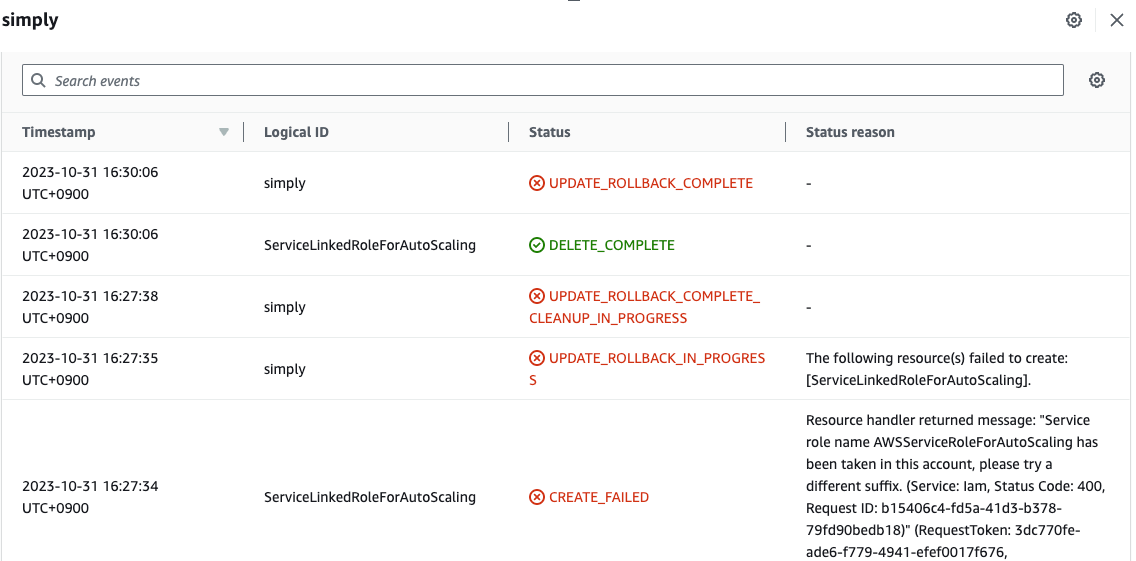 simply
Search events
Timestamp Logical ID Status Status reason
2023-10-31 16:30:06
UTC+0900
simply
UPDATE_ROLLBACK_COMPLETE
-
2023-10-31 16:30:06
UTC+0900
ServiceLinkedRoleForAutoScaling
DELETE_COMPLETE
-
2023-10-31 16:27:38
UTC+0900
simply
UPDATE_ROLLBACK_COMPLETE_
CLEANUP_IN_PROGRESS
-
2023-10-31 16:27:35
UTC+0900
simply
UPDATE_ROLLBACK_IN_PROGRES
S
The following resource(s) failed to create:
[ServiceLinkedRoleForAutoScaling].
2023-10-31 16:27:34
UTC+0900
ServiceLinkedRoleForAutoScaling
CREATE_FAILED
Resource handler returned message: "Service
role name AWSServiceRoleForAutoScaling has
been taken in this account, please try a
different suffix. (Service: Iam, Status Code: 400,
Request ID: b15406c4-fd5a-41d3-b378-
79fd90bedb18)" (RequestToken: 3dc770fe-
ade6-f779-4941-efef0017f676,